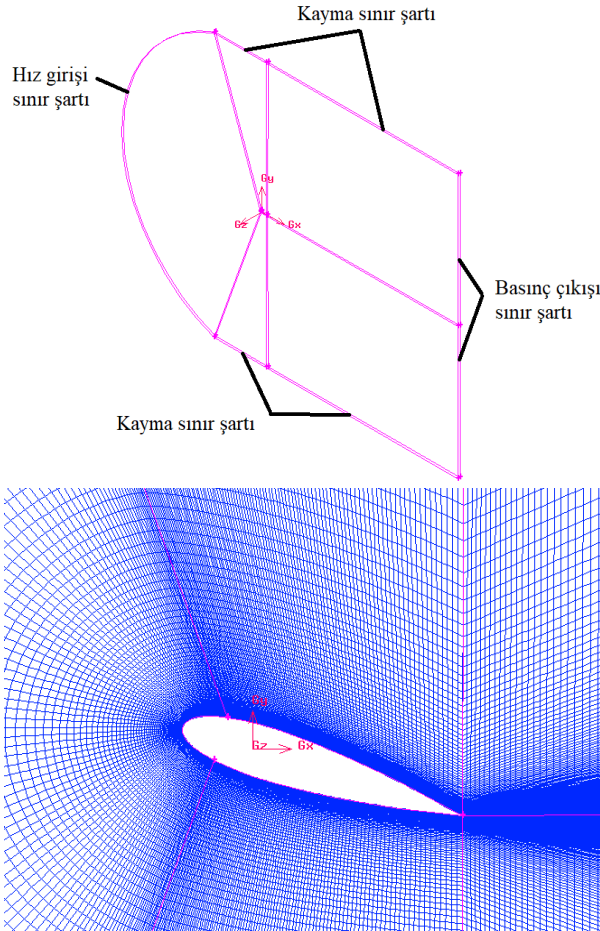 Kayma sınır şartı
Hız girişi
sınır şartı
Gy
Gz
Gx
Basınç çıkışı
sınır şartı
Kayma sınır şartı
Gz
Gx